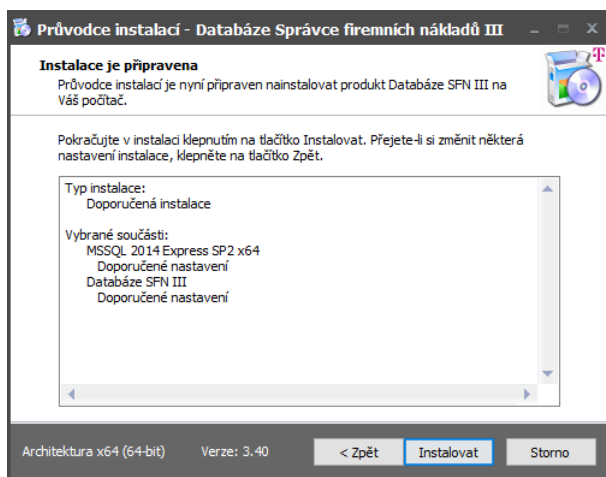 Průvodce instalací - Databáze Správce firemních nákladů III
Instalace je připravena
Průvodce instalací je nyní připraven nainstalovat produkt Databáze SFN III na
Váš počítač.
T
Pokračujte v instalaci klepnutím na tlačítko Instalovat. Přejete-li si změnit některá
nastavení instalace, klepněte na tlačítko Zpět.
Typ instalace:
Doporučená instalace
Vybrané součásti:
MSSQL 2014 Express SP2 x64
Doporučené nastavení
Databáze SFN III
Doporučené nastavení
Architektura x64 (64-bit) Verze: 3.40 < Zpět Instalovat Storno